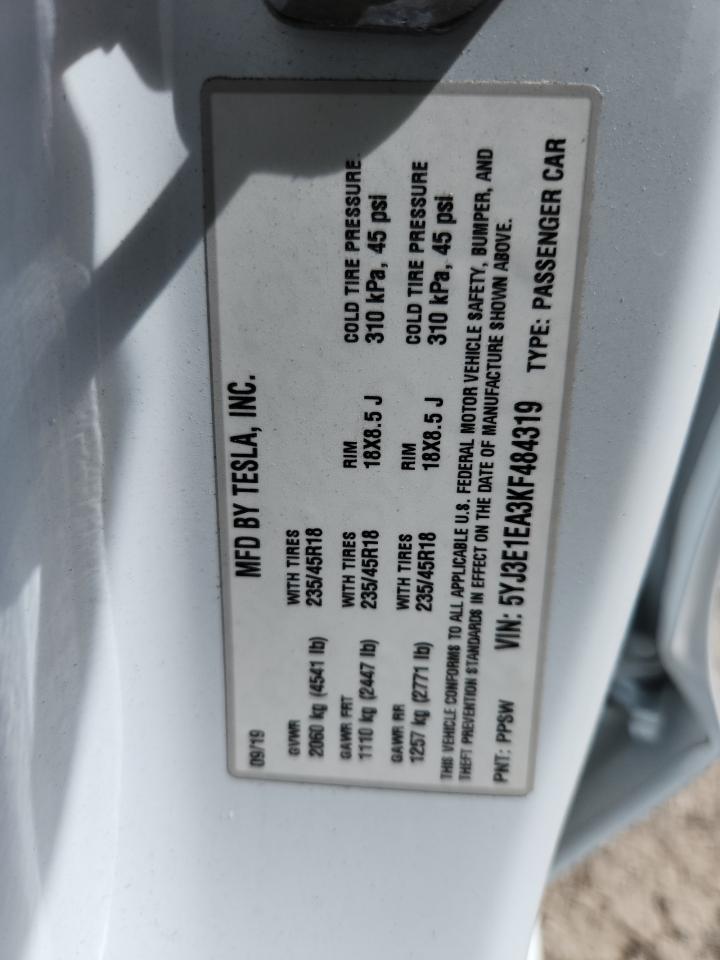 MFD BY TESLA, INC.
09/19
GVWR
2060 kg (4541 lb) WITH TIRES 235/45R18
GAWR FRT
1110 kg (2447 lb) WITH TIRES 235/45R18 RIM 18X8.5 J COLD TIRE PRESSURE 310 kPa, 45 psi
GAWR RR
1257 kg (2771 lb) WITH TIRES 235/45R18 RIM 18X8.5 J COLD TIRE PRESSURE 310 kPa, 45 psi
THIS VEHICLE CONFORMS TO ALL APPLICABLE U.S. FEDERAL MOTOR VEHICLE SAFETY, BUMPER, AND
THEFT PREVENTION STANDARDS IN EFFECT ON THE DATE OF MANUFACTURE SHOWN ABOVE.
PNT: PPSW VIN: 5YJ3E1EA3KF484319 TYPE: PASSENGER CAR